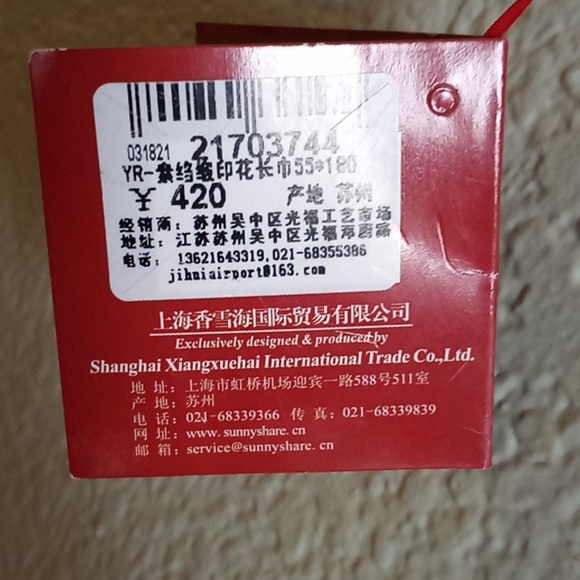 031821 21703744
YR-素绉缎印花长巾55*180
¥ 420 产地 苏州
经销商: 苏州吴中区光福工艺市场
地址: 江苏苏州吴中区光福邓尉路
电话: 13621643319,021-68355386
jihniairport@163.com
上海香雪海国际贸易有限公司
Exclusively designed & produced by
Shanghai Xiangxuehai International Trade Co.,Ltd.
地 址: 上海市虹桥机场迎宾一路588号511室
产 地: 苏州
电 话: 021-68339366 传 真: 021-68339839
网 址: www. sunnyshare. cn
邮 箱: service@sunnyshare. cn